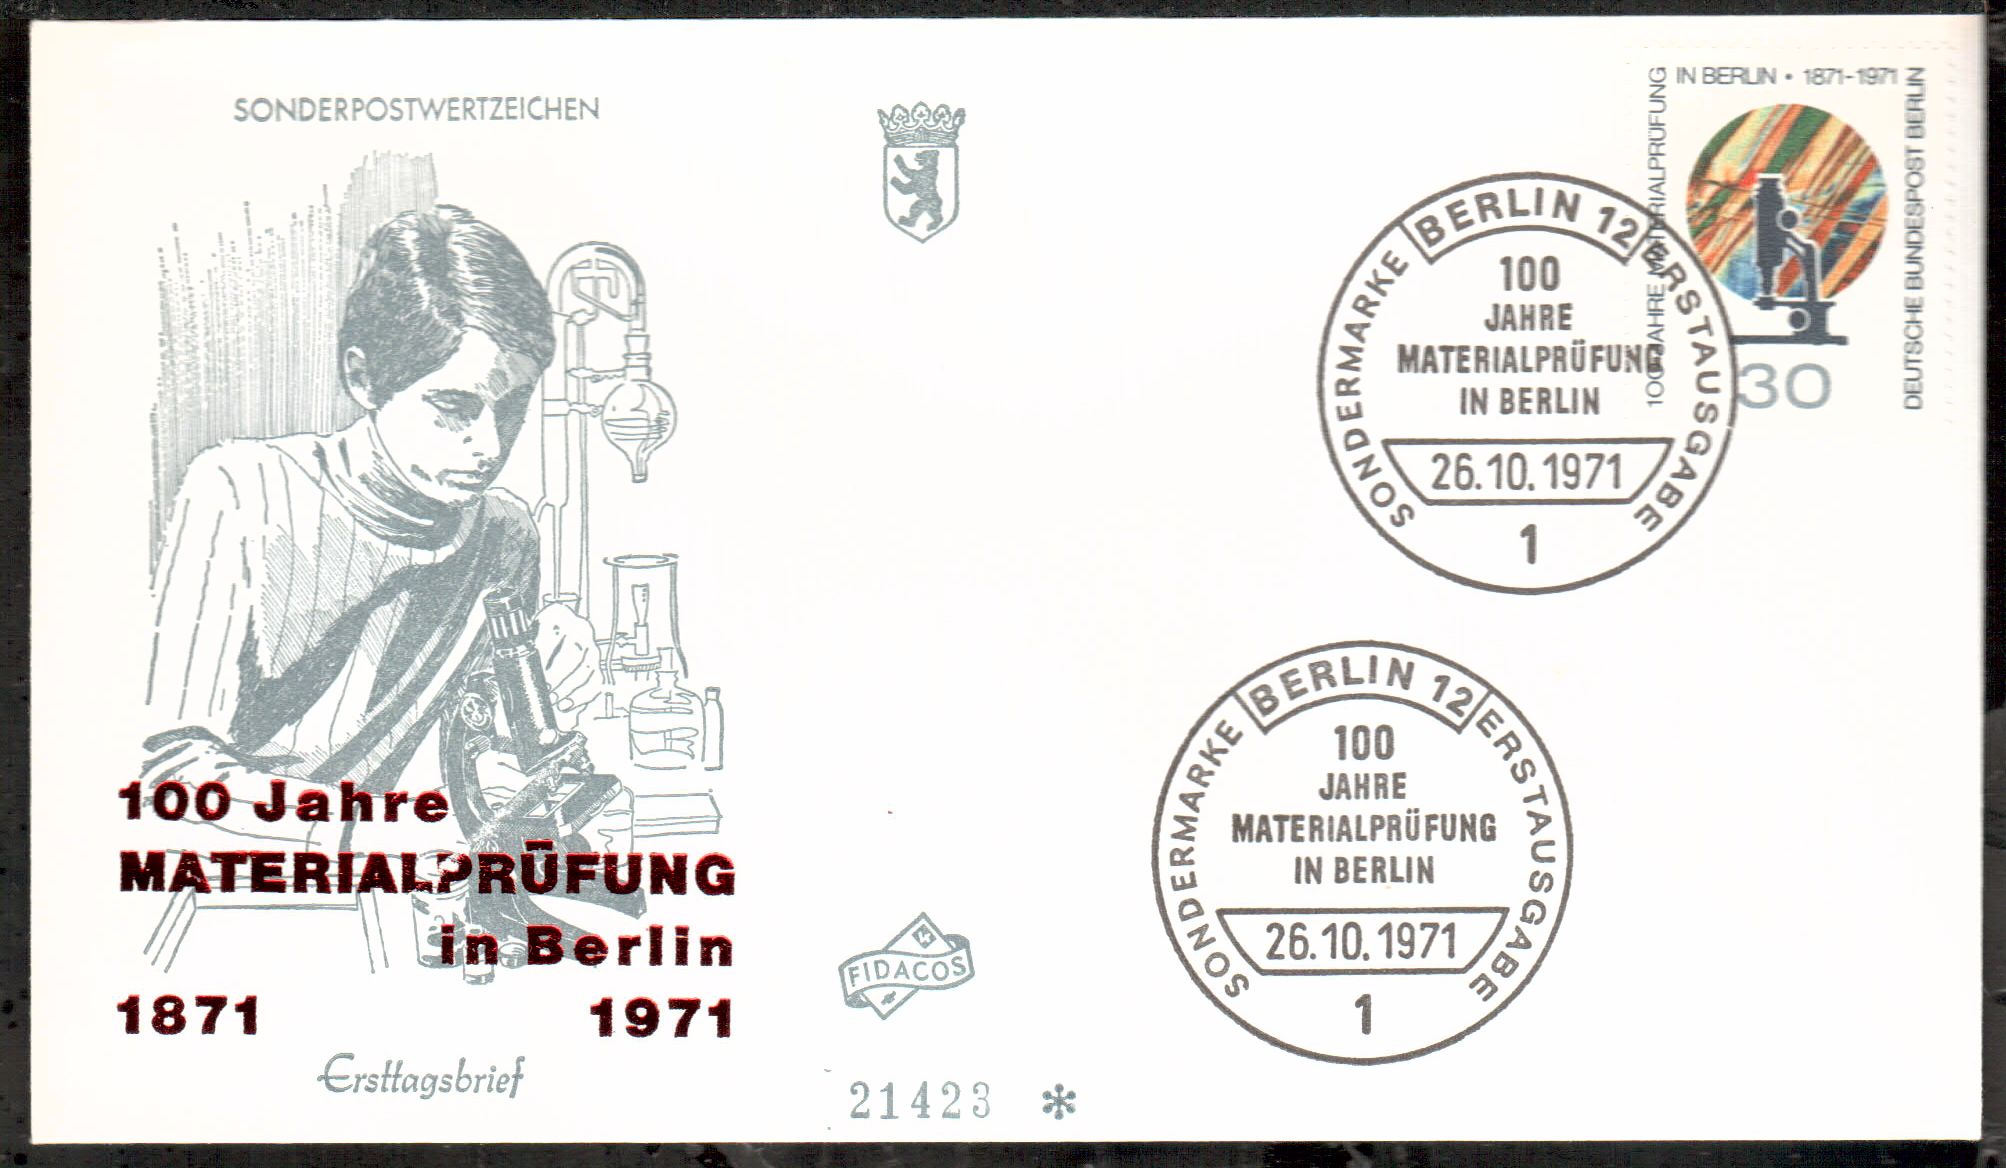 SONDERPOSTWERTZEICHEN
100 Jahre
MATERIALPRÜFUNG
in Berlin
1871 1971
Ersttagsbrief
FIDACOS
21423 *
100 JAHRE MATERIALPRÜFUNG
IN BERLIN • 1871-1971
DEUTSCHE BUNDESPOST BERLIN
30
BERLIN 12
SONDERMARKE
ERSTAUSGABE
100
JAHRE
MATERIALPRÜFUNG
IN BERLIN
26.10.1971
1
BERLIN 12
SONDERMARKE
ERSTAUSGABE
100
JAHRE
MATERIALPRÜFUNG
IN BERLIN
26.10.1971
1